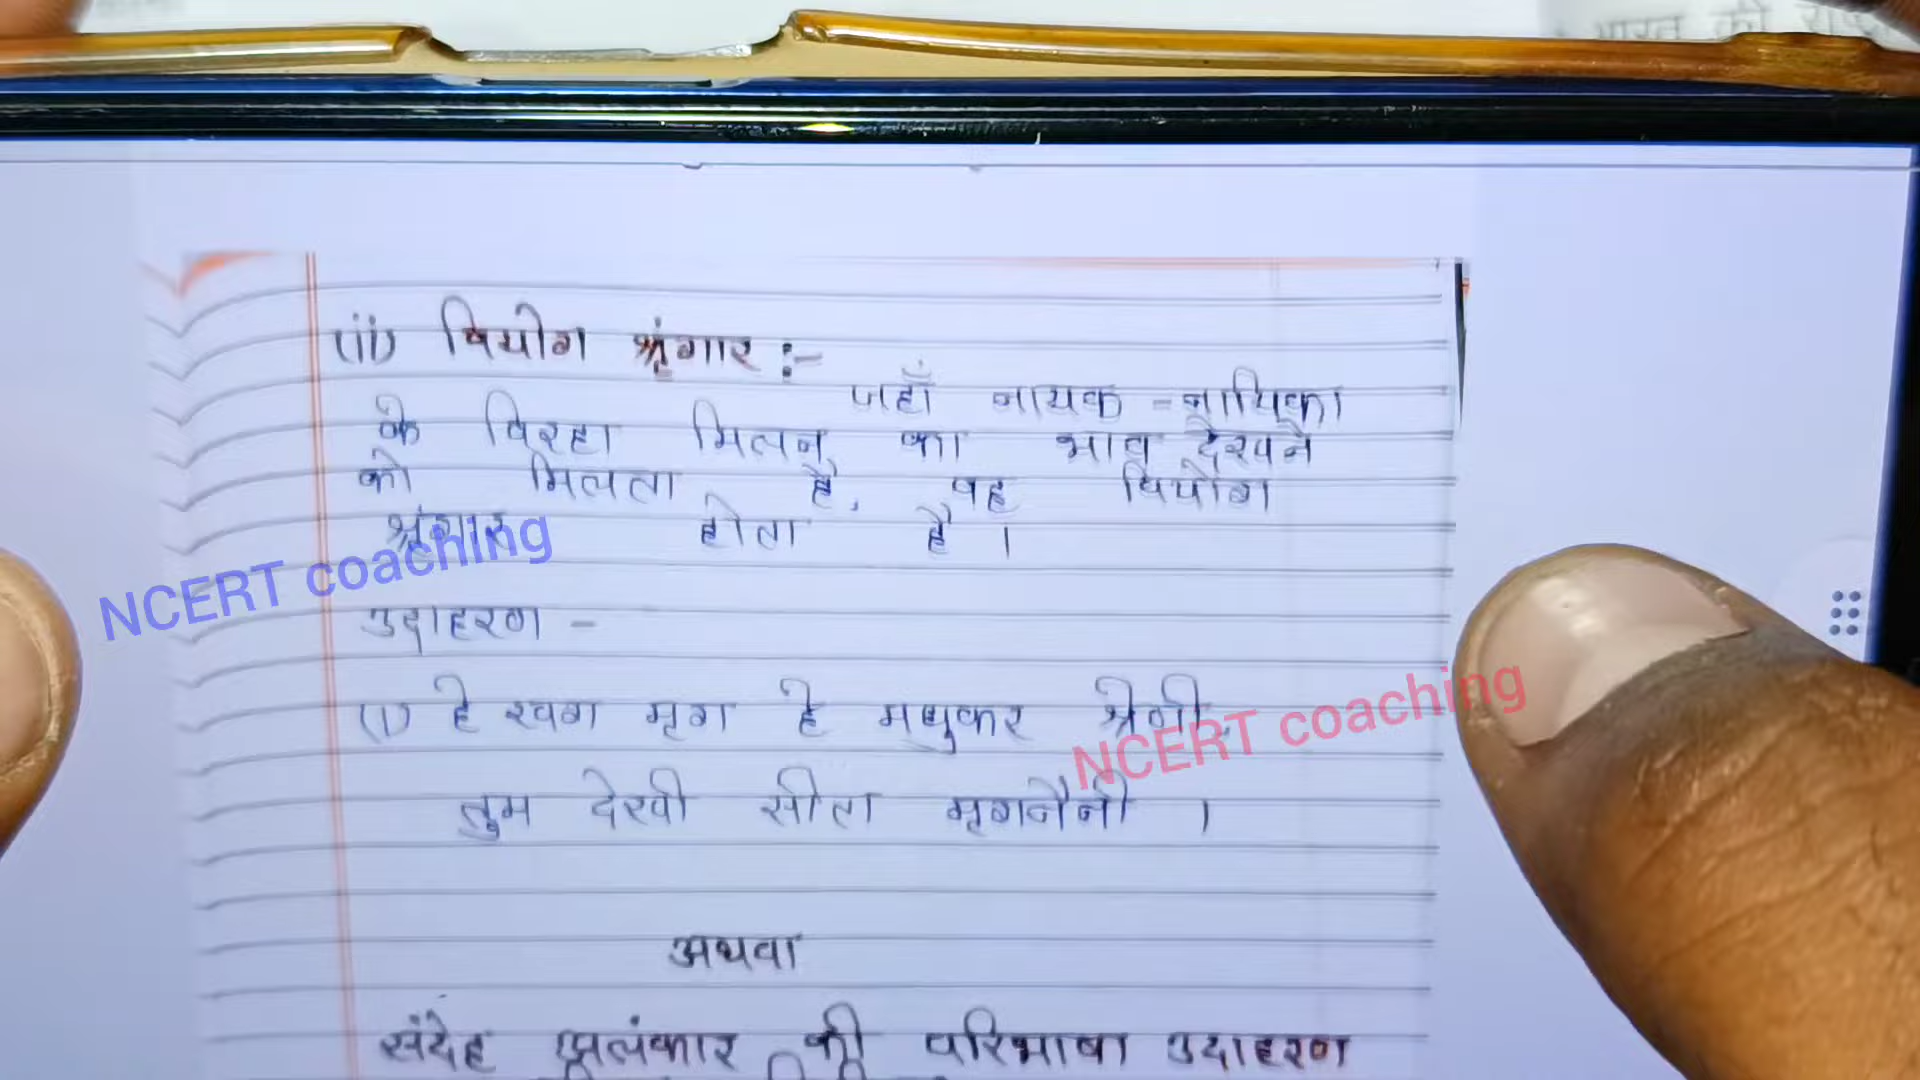 (ii) वियोग श्रृंगार :-
जहाँ नायक - नायिका
के विरहा मिलन का भाव देखने
को मिलता है, वह वियोग
श्रृंगार होता है ।
NCERT coaching
उदाहरण -
(1) हे खग मृग हे मधुकर श्रेणी,
NCERT coaching
तुम देखी सीता मृगनैनी ।
अथवा
संदेह अलंकार की परिभाषा उदाहरण